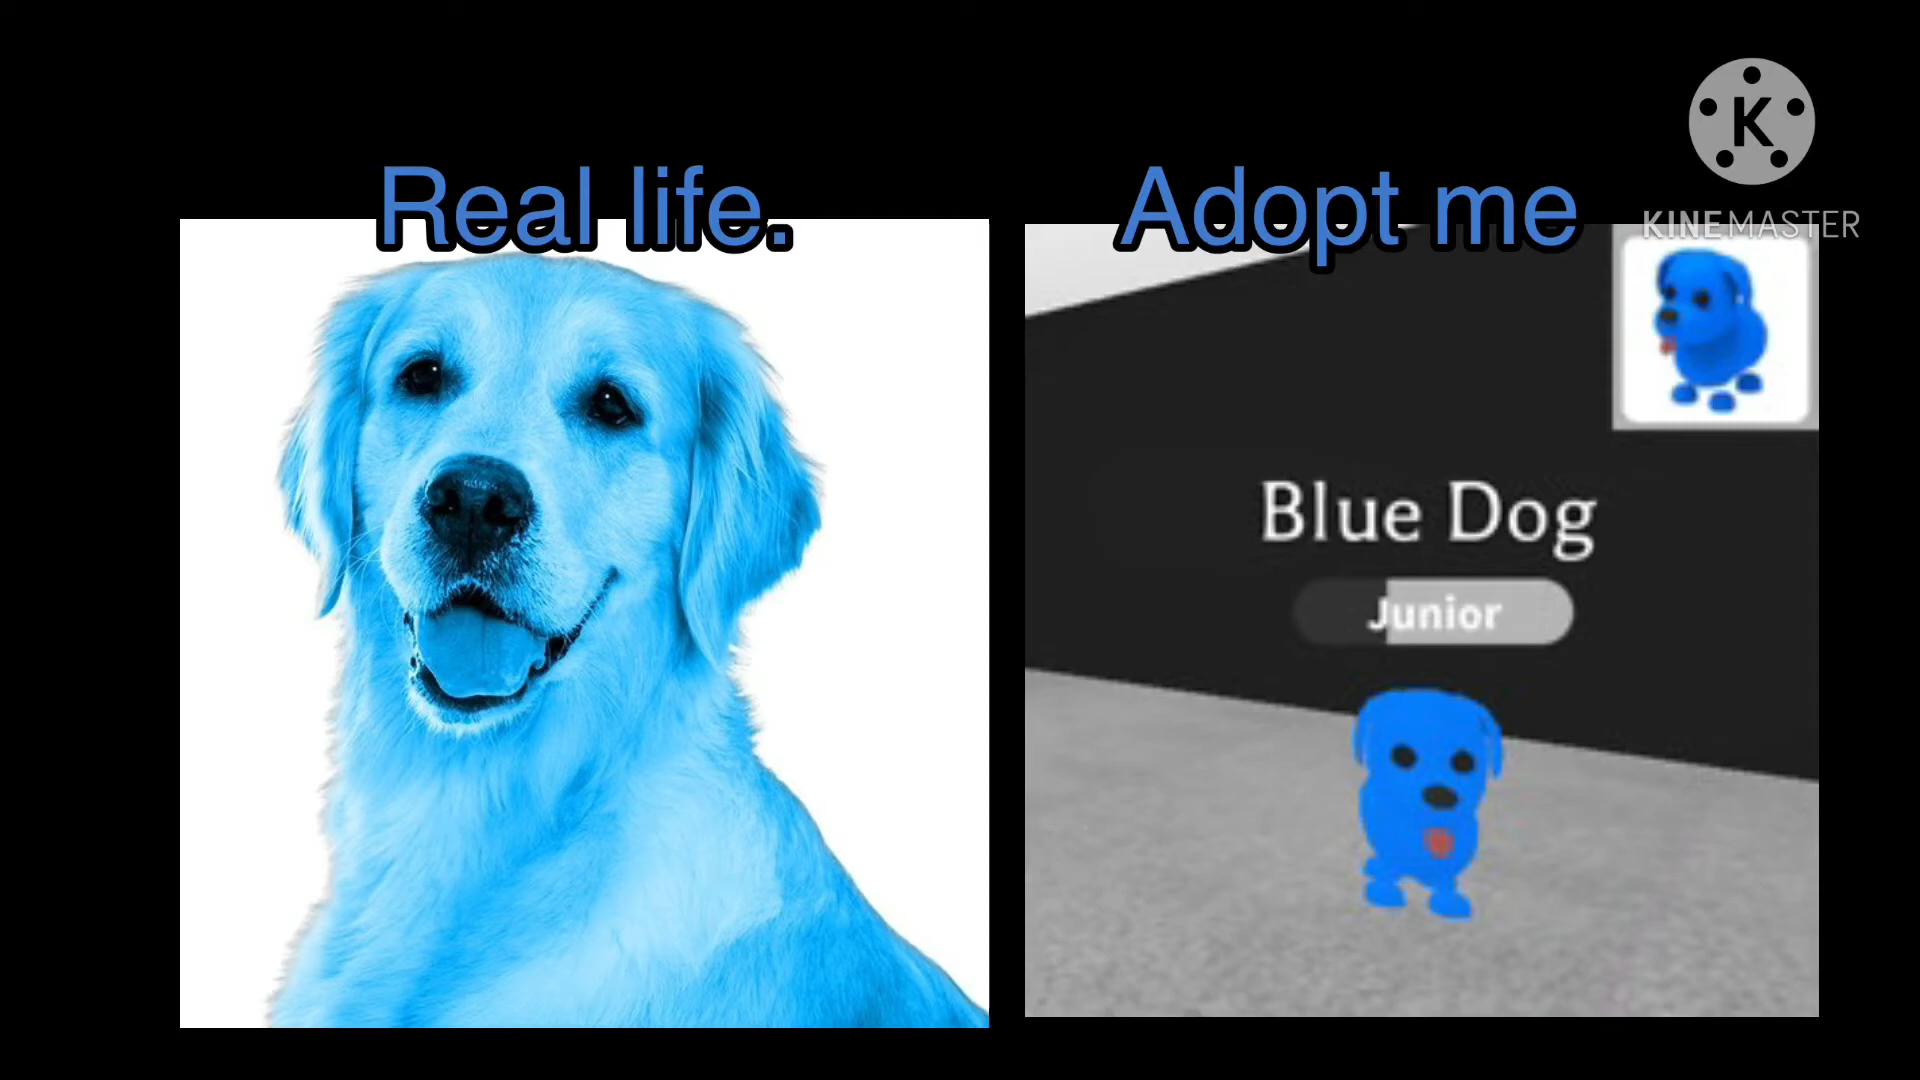 Real life.
Adopt me
K
KINEMASTER
Blue Dog
Junior